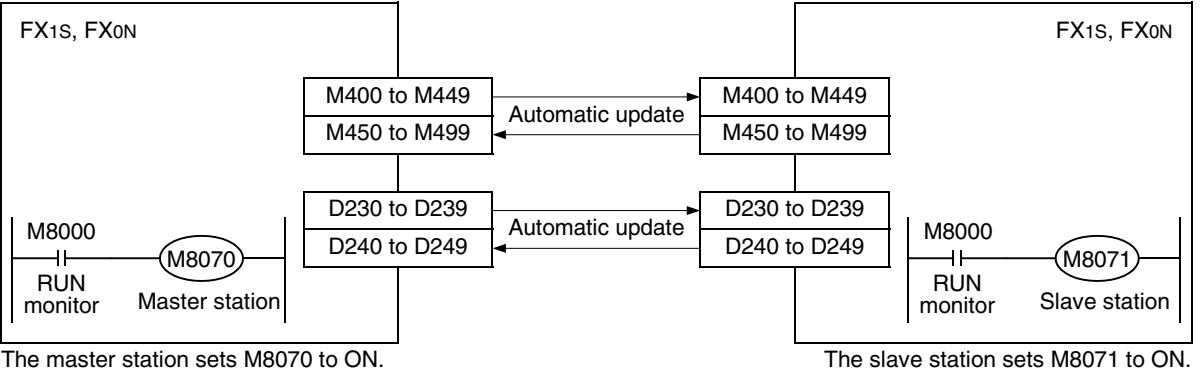 FX1S, FX0N
FX1S, FX0N
M400 to M449
Automatic update
M400 to M449
M450 to M499
M450 to M499
D230 to D239
Automatic update
D230 to D239
D240 to D249
D240 to D249
M8000
M8070
RUN
monitor
Master station
M8000
M8071
RUN
monitor
Slave station
The master station sets M8070 to ON.
The slave station sets M8071 to ON.